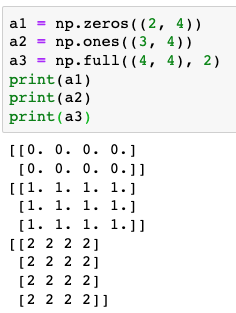 a1 = np.zeros((2, 4))
a2 = np.ones((3, 4))
a3 = np.full((4, 4), 2)
print(a1)
print(a2)
print(a3)
[[0. 0. 0. 0.]
 [0. 0. 0. 0.]]
[[1. 1. 1. 1.]
 [1. 1. 1. 1.]
 [1. 1. 1. 1.]]
[[2 2 2 2]
 [2 2 2 2]
 [2 2 2 2]
 [2 2 2 2]]